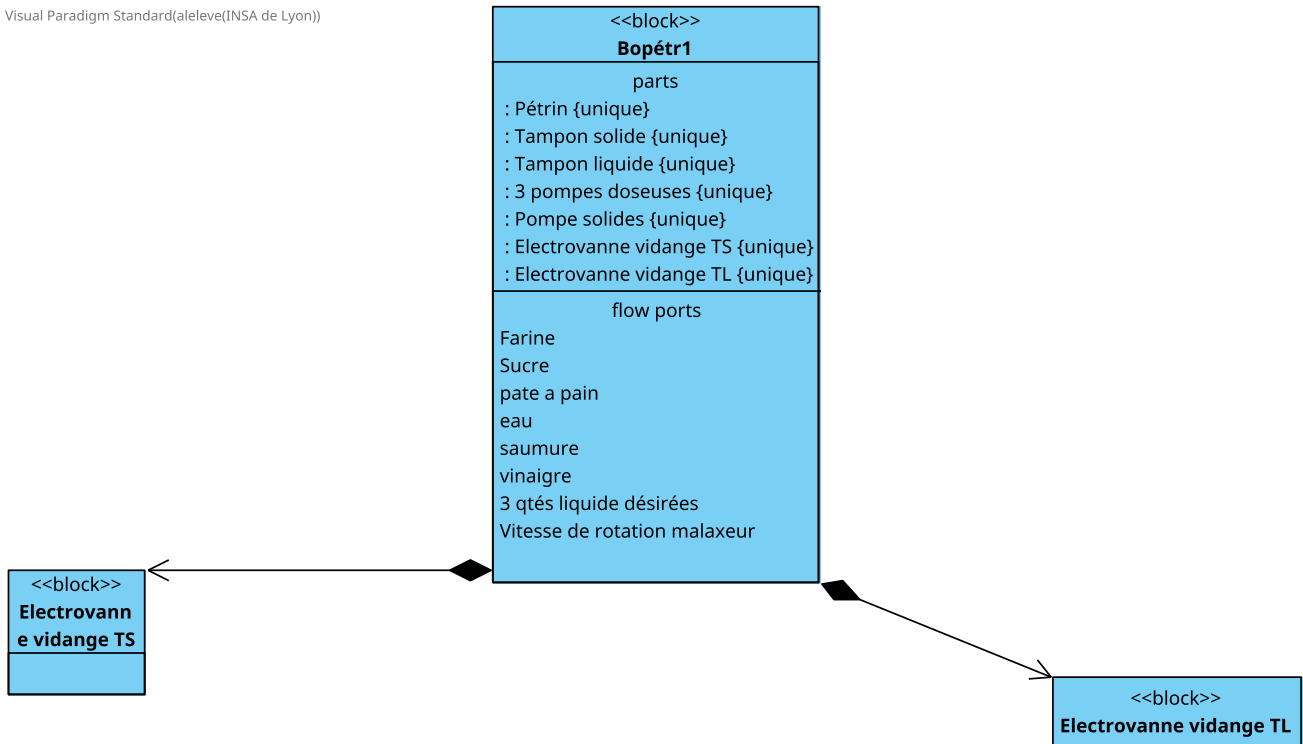 Visual Paradigm Standard(aleleve(INSA de Lyon))
<<block>>
Bopétr1
parts
: Pétrin {unique}
: Tampon solide {unique}
: Tampon liquide {unique}
: 3 pompes doseuses {unique}
: Pompe solides {unique}
: Electrovanne vidange TS {unique}
: Electrovanne vidange TL {unique}
flow ports
Farine
Sucre
pate a pain
eau
saumure
vinaigre
3 qtés liquide désirées
Vitesse de rotation malaxeur
<<block>>
Electrovann
e vidange TS
<<block>>
Electrovanne vidange TL